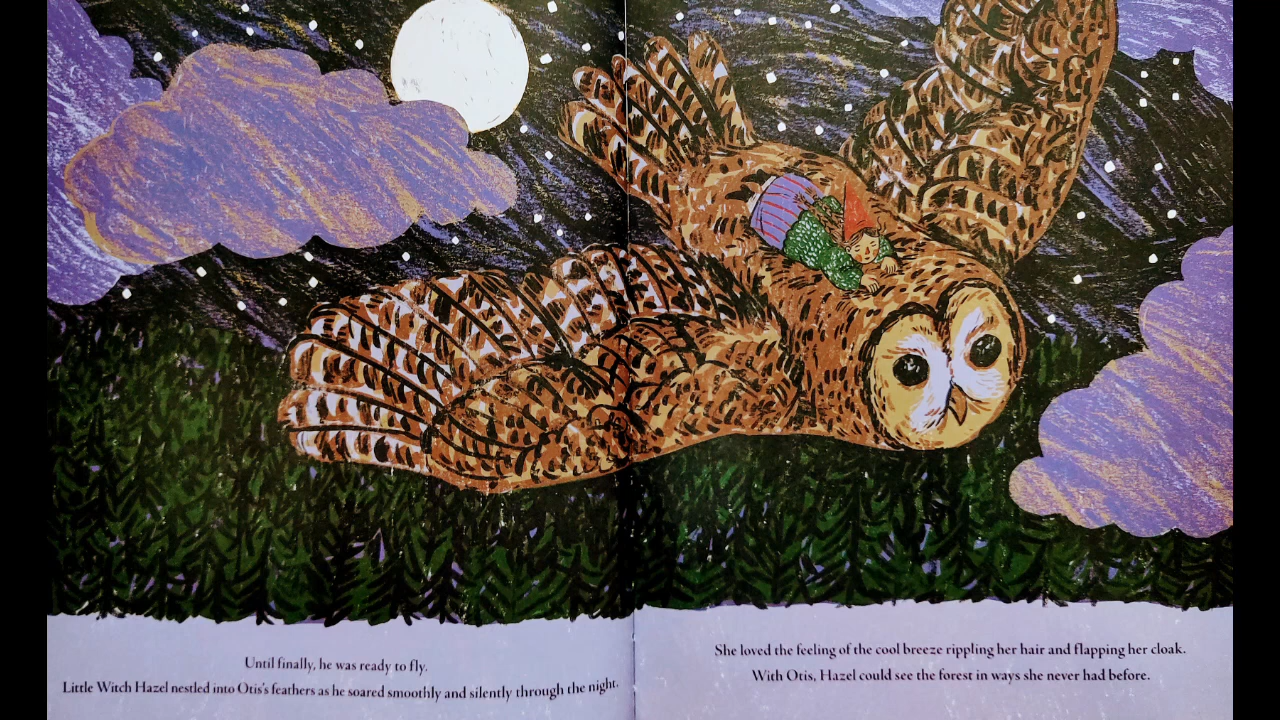 Until finally, he was ready to fly.
Little Witch Hazel nestled into Otis's feathers as he soared smoothly and silently through the night.
She loved the feeling of the cool breeze rippling her hair and flapping her cloak.
With Otis, Hazel could see the forest in ways she never had before.